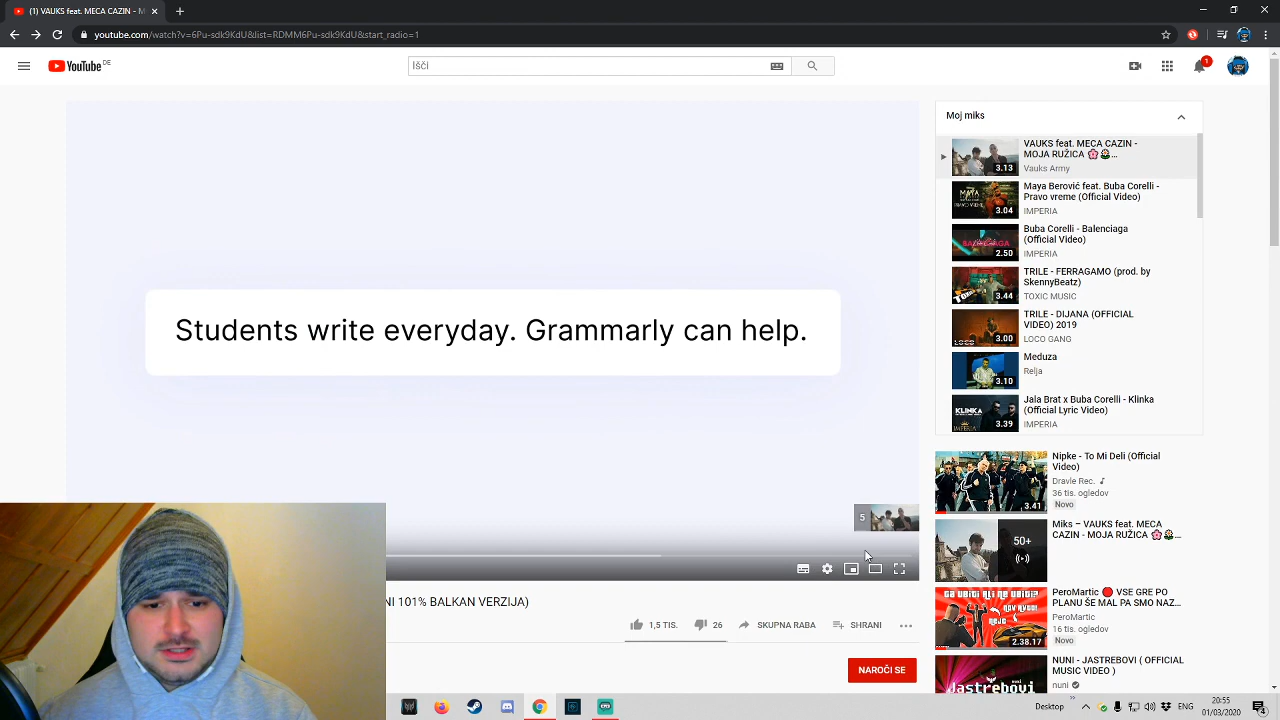 (1) VAUKS feat. MECA CAZIN - M
youtube.com/watch?v=6Pu-sdk9KdU&list=RDMM6Pu-sdk9KdU&start_radio=1
YouTube DE
Išči
1
Students write everyday. Grammarly can help.
5
NI 101% BALKAN VERZIJA)
1,5 TIS.
26
SKUPNA RABA
SHRANI
NAROČI SE
Moj miks
3.13
VAUKS feat. MECA CAZIN -
MOJA RUŽICA 🌸🌷...
Vauks Army
3.04
Maya Berović feat. Buba Corelli -
Pravo vreme (Official Video)
IMPERIA
2.50
Buba Corelli - Balenciaga
(Official Video)
IMPERIA
3.44
TRILE - FERRAGAMO (prod. by
SkennyBeatz)
TOXIC MUSIC
3.00
TRILE - DIJANA (OFFICIAL
VIDEO) 2019
LOCO GANG
3.10
Meduza
Relja
KLINKA
IMPERIA
3.39
Jala Brat x Buba Corelli - Klinka
(Official Lyric Video)
IMPERIA
3.41
Nipke - To Mi Deli (Official
Video)
Dravle Rec.
36 tis. ogledov
Novo
50+
Miks – VAUKS feat. MECA
CAZIN - MOJA RUŽICA 🌸🌷...
2.38.17
PeroMartic 🔴 VSE GRE PO
PLANU ŠE MAL PA SMO NAZ...
PeroMartic
16 tis. ogledov
Novo
nuni
Jastrebovi
NUNI - JASTREBOVI ( OFFICIAL
MUSIC VIDEO )
nuni
Desktop
ENG
20:55
01/03/2020
4